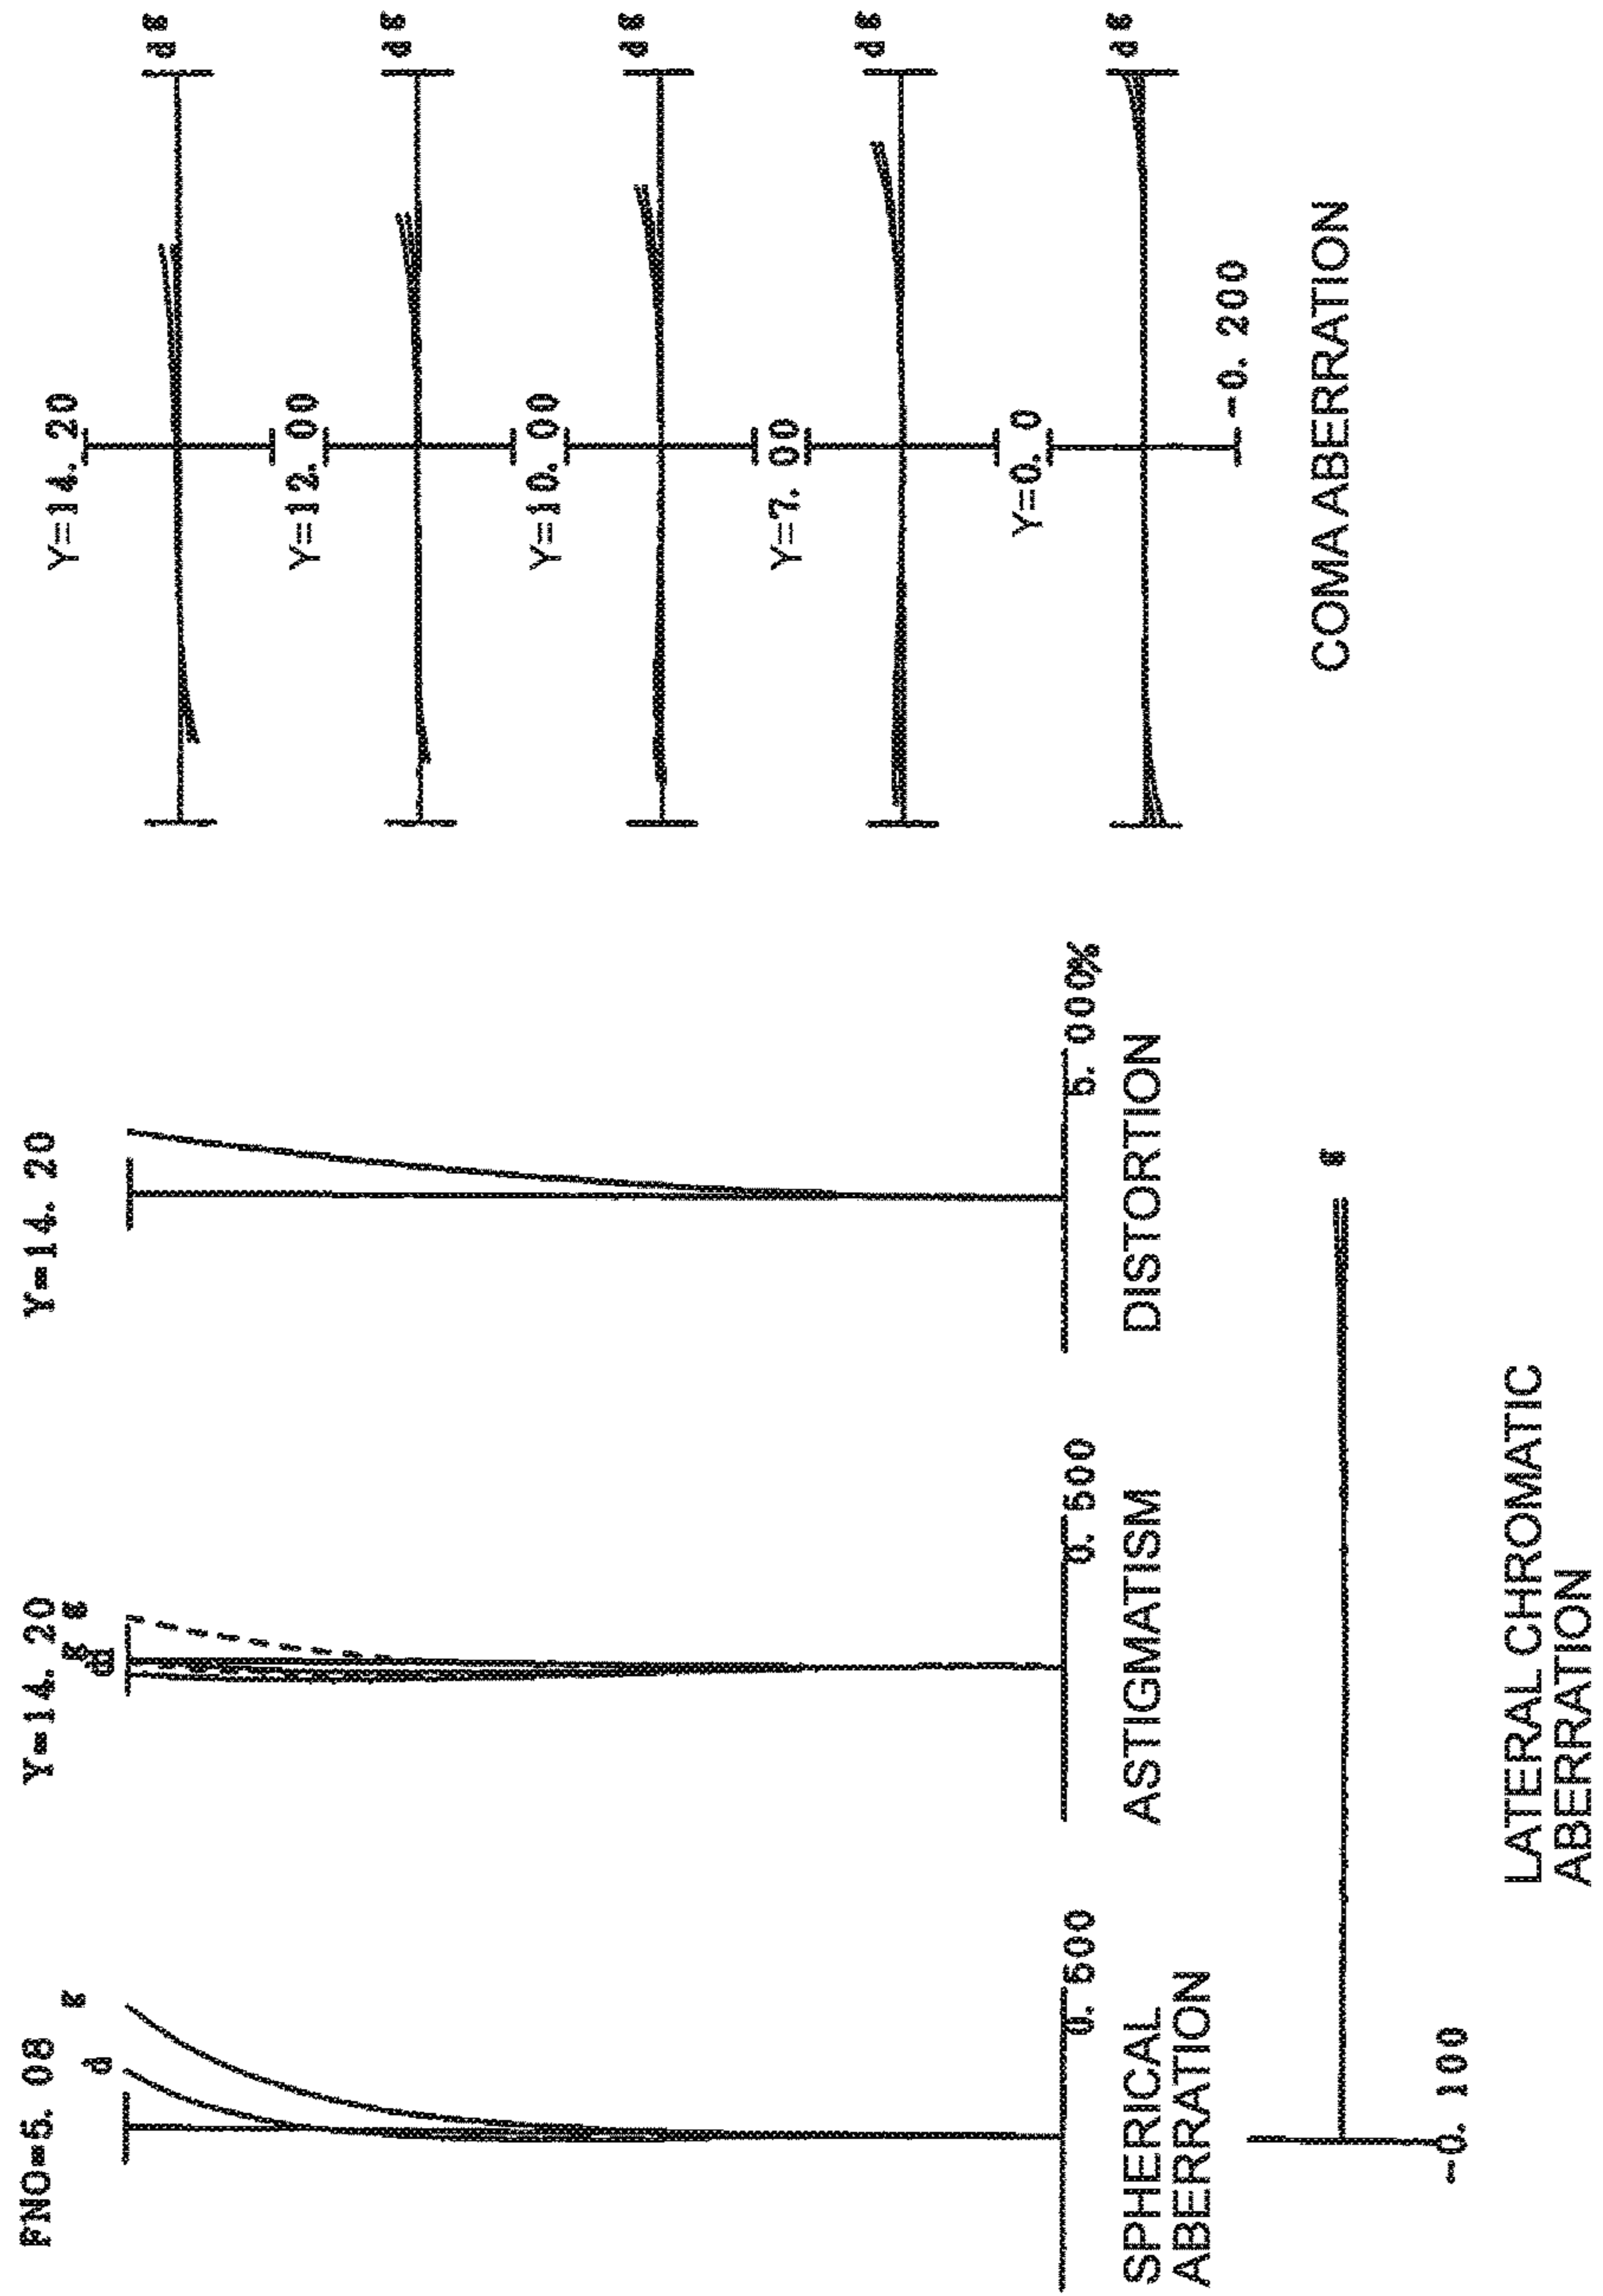 FNO=5. 08
d
g
SPHERICAL
ABERRATION
0. 500
Y=14. 20
d
g
g
ASTIGMATISM
0. 500
Y=14. 20
DISTORTION
5. 000%
g
-0. 100
LATERAL CHROMATIC
ABERRATION
Y=14. 20
d g
Y=12. 00
d g
Y=10. 00
d g
Y=7. 00
d g
Y=0. 0
d g
-0. 200
COMA ABERRATION